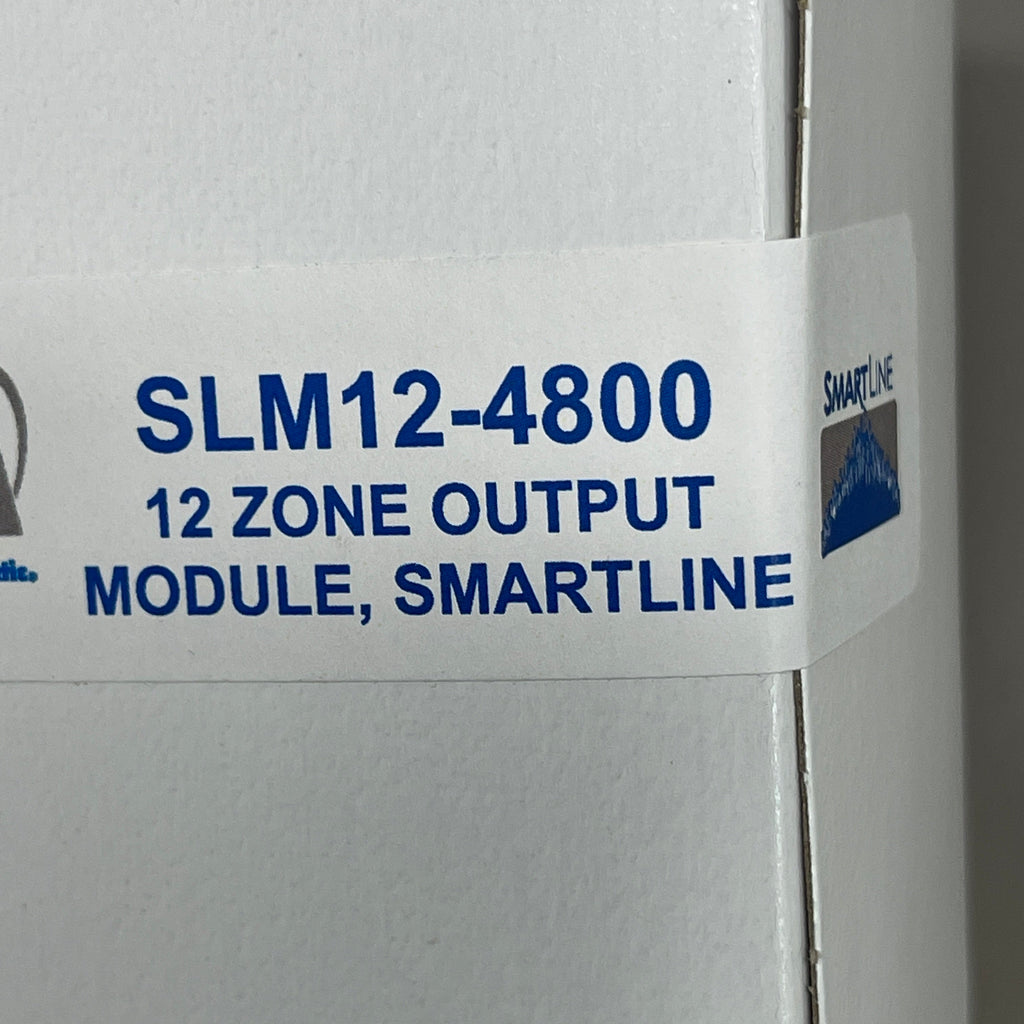 SLM12-4800
12 ZONE OUTPUT
MODULE, SMARTLINE
SMARTLINE